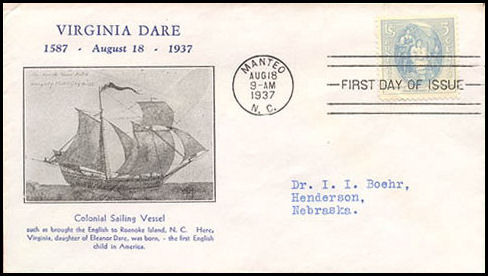 VIRGINIA DARE
1587 - August 18 - 1937
MANTEO
AUG 18
9-AM
1937
N. C.
FIRST DAY OF ISSUE
5
Dr. I. I. Boehr,
Henderson,
Nebraska.
Colonial Sailing Vessel
such as brought the English to Roanoke Island, N. C. Here,
Virginia, daughter of Eleanor Dare, was born, - the first English
child in America.